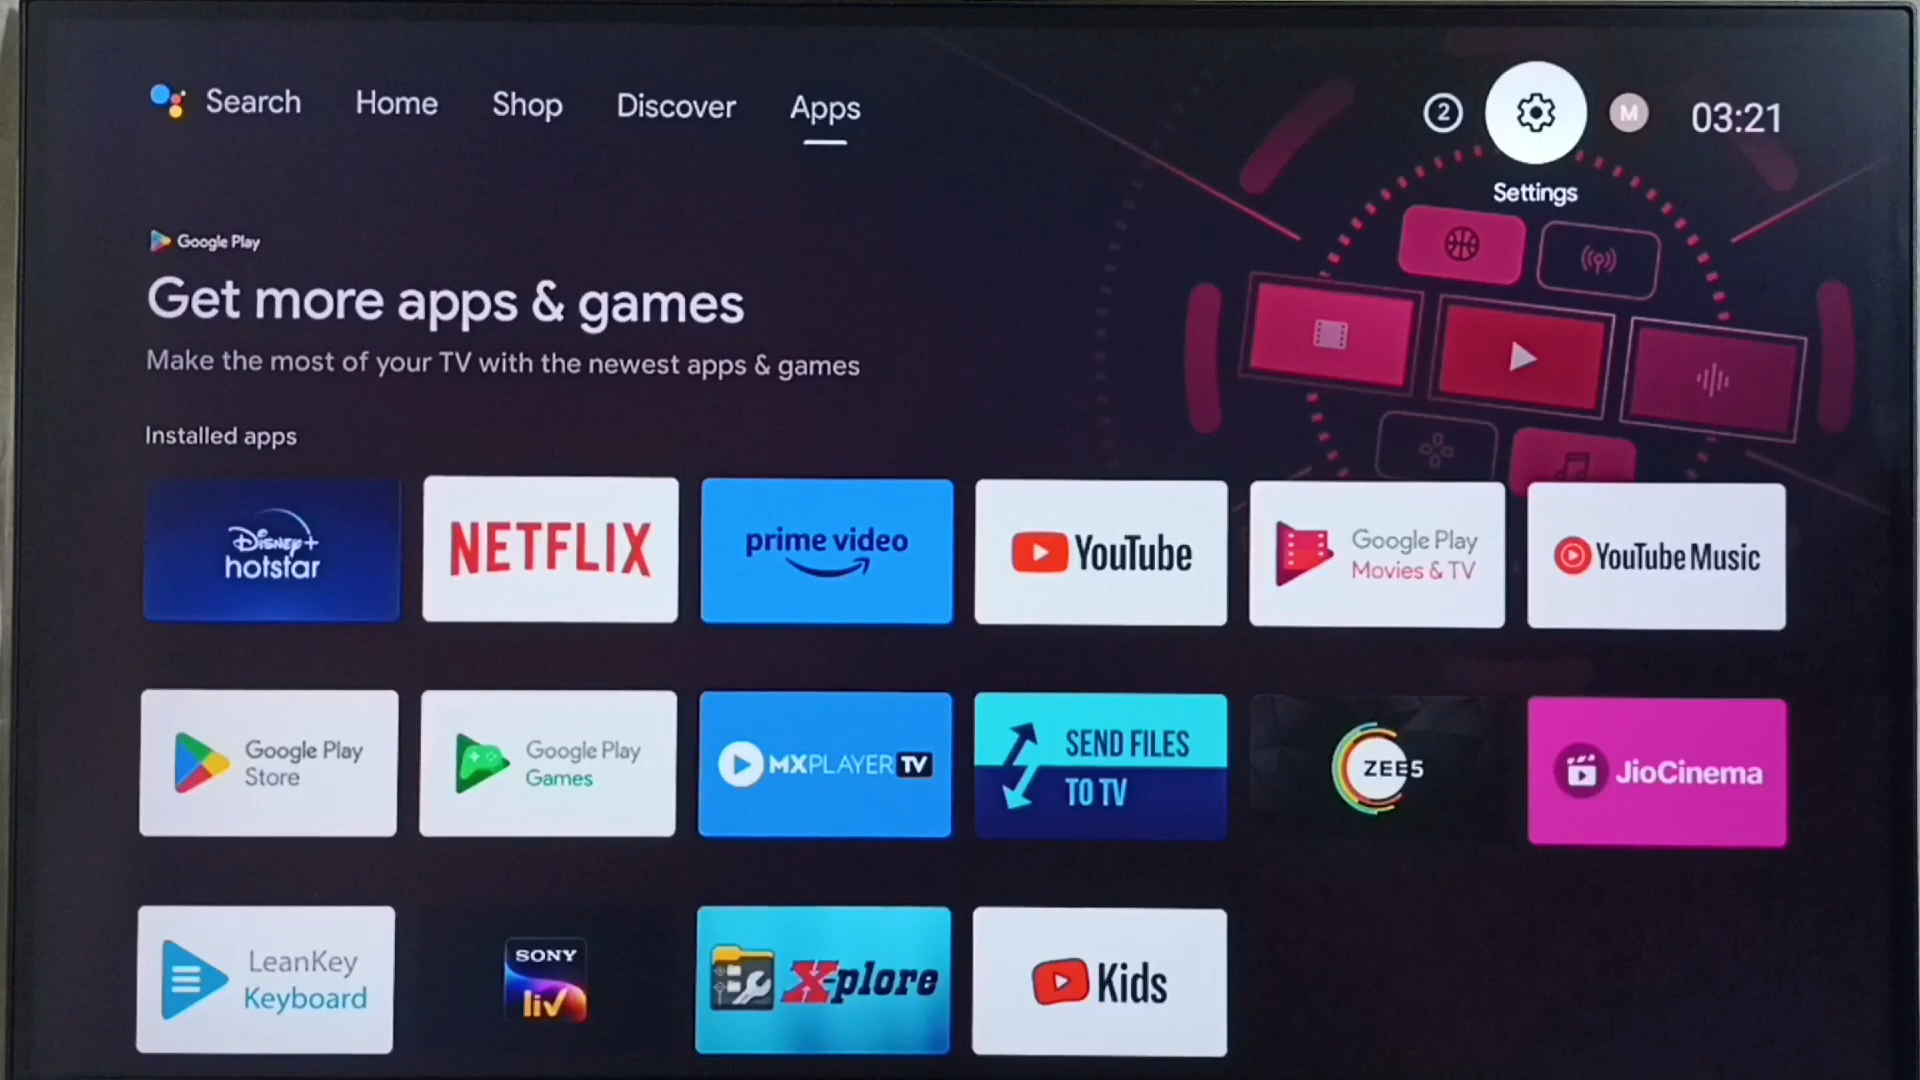 Search
Home
Shop
Discover
Apps
2
M
03:21
Settings
Google Play
Get more apps & games
Make the most of your TV with the newest apps & games
Installed apps
Disney+
hotstar
NETFLIX
prime video
YouTube
Google Play
Movies & TV
YouTube Music
Google Play
Store
Google Play
Games
MXPLAYER TV
SEND FILES
TO TV
ZEE5
JioCinema
LeanKey
Keyboard
SONY
liv
X-plore
Kids